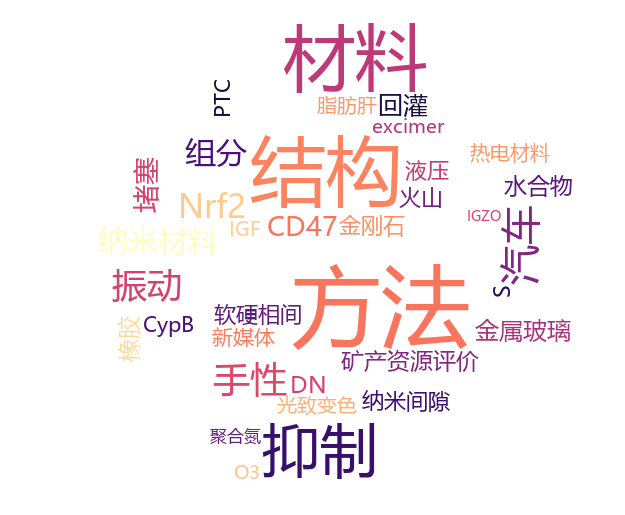 材料
PTC
脂肪肝
回灌
excimer
组分
结构
热电材料
堵塞
液压
水合物
Nrf2
火山
IGZO
IGF
CD47
金刚石
汽车
纳米材料
振动
方法
S
软硬相间
CypB
新媒体
橡胶
金属玻璃
矿产资源评价
手性
DN
光致变色
纳米间隙
聚合氮
抑制
O3